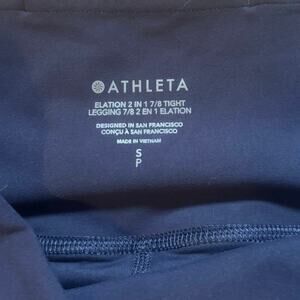 ATHLETA
ELATION 2 IN 1 7/8 TIGHT
LEGGING 7/8 2 EN 1 ELATION
DESIGNED IN SAN FRANCISCO
CONÇU À SAN FRANCISCO
MADE IN VIETNAM
S
P